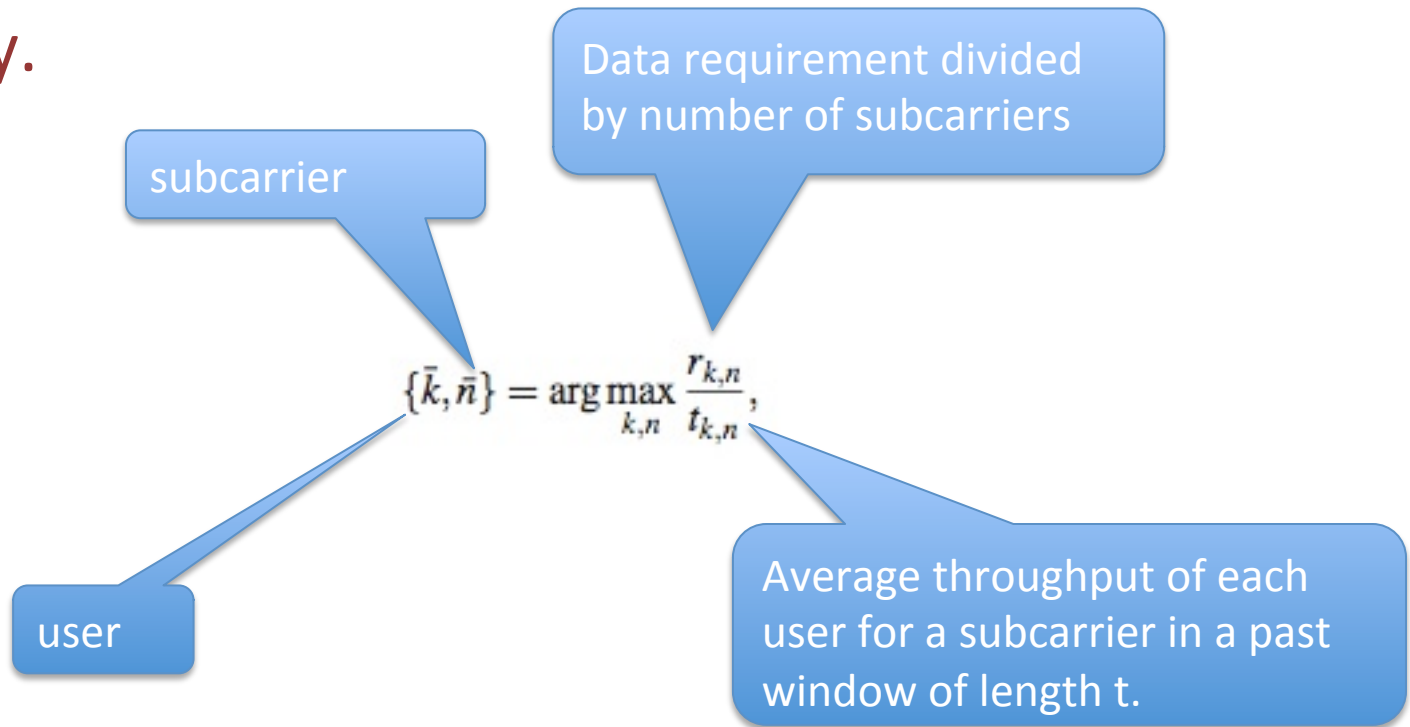 y.
Data requirement divided
by number of subcarriers
subcarrier
{k̄, n̄} = arg max_{k,n} r_{k,n} / t_{k,n},
user
Average throughput of each
user for a subcarrier in a past
window of length t.